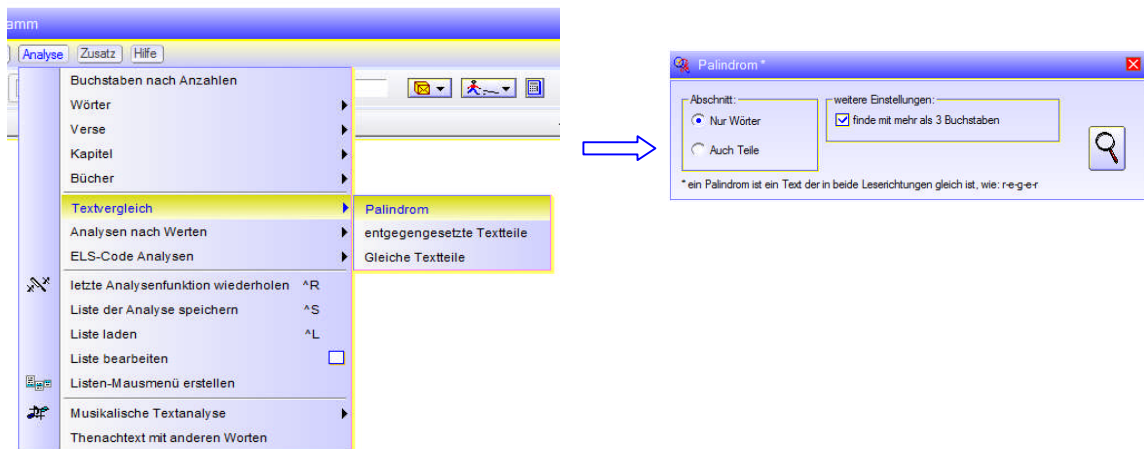 amm
Analyse Zusatz Hilfe
Buchstaben nach Anzahlen
Wörter
Verse
Kapitel
Bücher
Textvergleich
Analysen nach Werten
ELS-Code Analysen
letzte Analysenfunktion wiederholen ^R
Liste der Analyse speichern ^S
Liste laden ^L
Liste bearbeiten
Listen-Mausmenü erstellen
Musikalische Textanalyse
Thenachtext mit anderen Worten
Palindrom
entgegengesetzte Textteile
Gleiche Textteile
Palindrom *
Abschnitt:
Nur Wörter
Auch Teile
weitere Einstellungen:
finde mit mehr als 3 Buchstaben
* ein Palindrom ist ein Text der in beide Leserichtungen gleich ist, wie: r-e-g-e-r